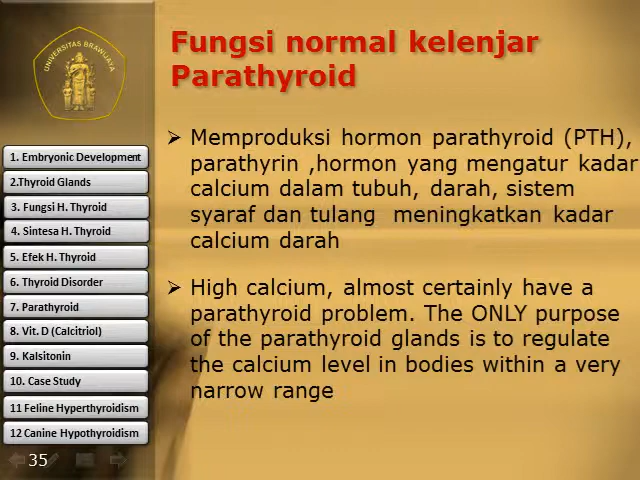 Fungsi normal kelenjar
Parathyroid
UNIVERSITAS BRAWIJAYA
1. Embryonic Development
2.Thyroid Glands
3. Fungsi H. Thyroid
4. Sintesa H. Thyroid
5. Efek H. Thyroid
6. Thyroid Disorder
7. Parathyroid
8. Vit. D (Calcitriol)
9. Kalsitonin
10. Case Study
11 Feline Hyperthyroidism
12 Canine Hypothyroidism
35
➢ Memproduksi hormon parathyroid (PTH),
parathyrin ,hormon yang mengatur kadar
calcium dalam tubuh, darah, sistem
syaraf dan tulang meningkatkan kadar
calcium darah
➢ High calcium, almost certainly have a
parathyroid problem. The ONLY purpose
of the parathyroid glands is to regulate
the calcium level in bodies within a very
narrow range